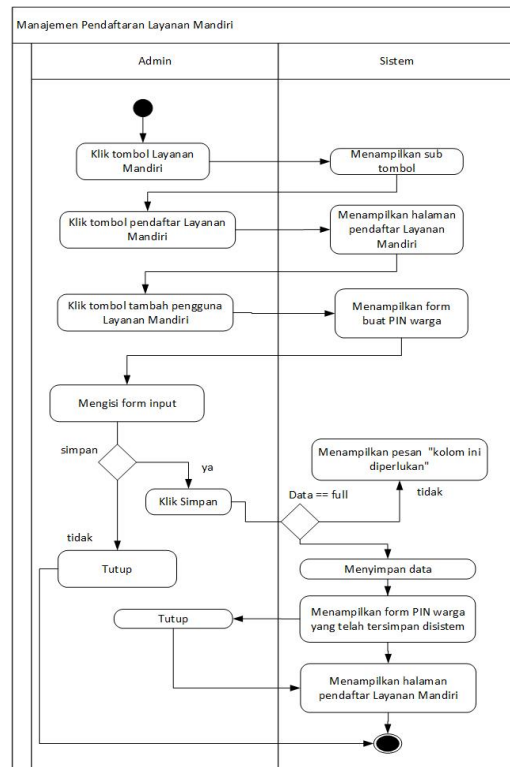 Manajemen Pendaftaran Layanan Mandiri
Admin
Sistem
Klik tombol Layanan
Mandiri
Menampilkan sub
tombol
Klik tombol pendaftar Layanan
Mandiri
Menampilkan halaman
pendaftar Layanan
Mandiri
Klik tombol tambah pengguna
Layanan Mandiri
Menampilkan form
buat PIN warga
Mengisi form input
simpan
ya
Klik Simpan
Data == full
Menampilkan pesan "kolom ini
diperlukan"
tidak
tidak
Tutup
Menyimpan data
Menampilkan form PIN warga
yang telah tersimpan disistem
Tutup
Menampilkan halaman
pendaftar Layanan Mandiri